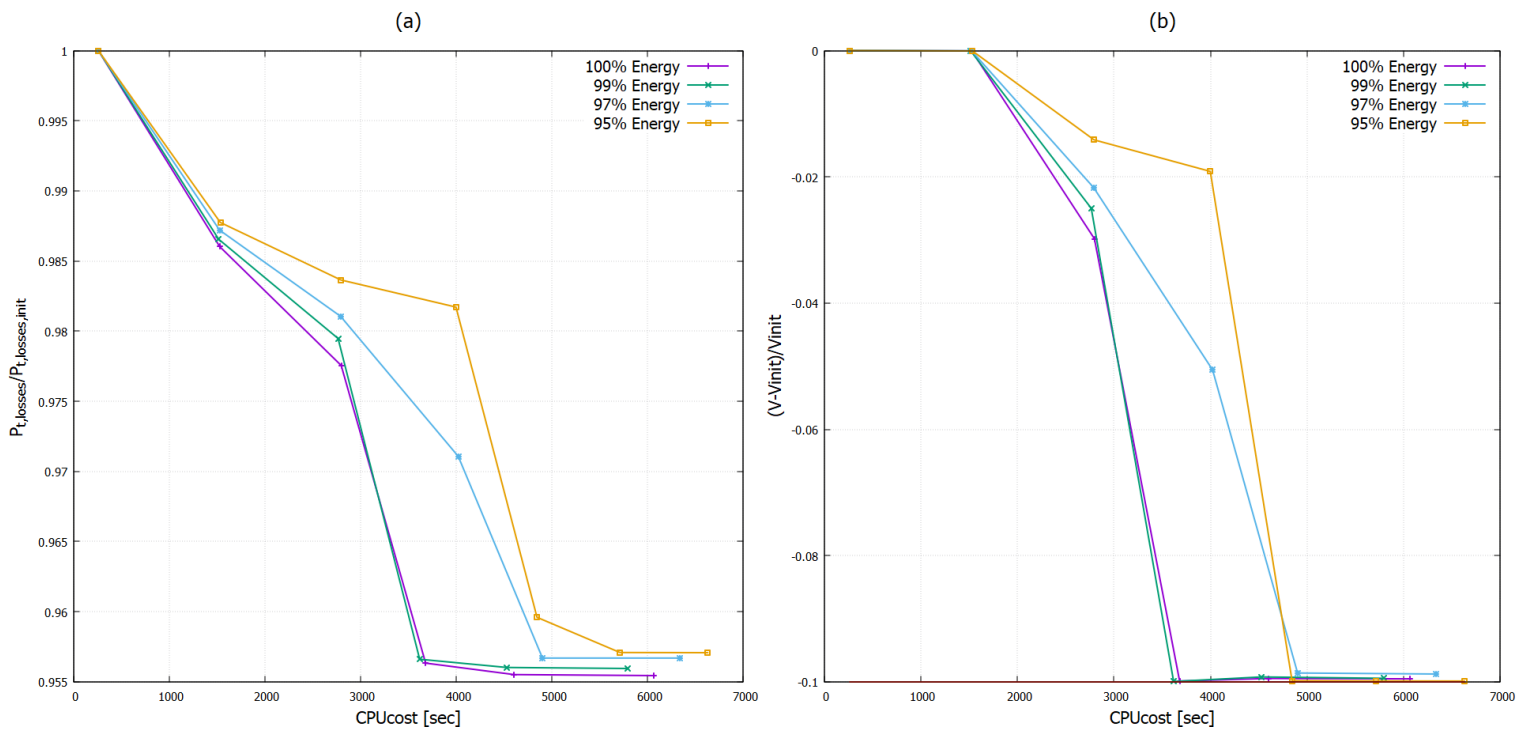 (a)
1
0.995
0.99
0.985
0.98
0.975
0.97
0.965
0.96
0.955
P_{t,losses}/P_{t,losses,init}
100% Energy
99% Energy
97% Energy
95% Energy
0 1000 2000 3000 4000 5000 6000 7000
CPUcost [sec]
(b)
0
-0.02
-0.04
-0.06
-0.08
-0.1
(V-Vinit)/Vinit
100% Energy
99% Energy
97% Energy
95% Energy
0 1000 2000 3000 4000 5000 6000 7000
CPUcost [sec]